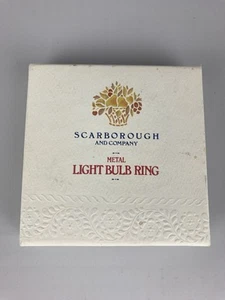 SCARBOROUGH
AND COMPANY
METAL
LIGHT BULB RING